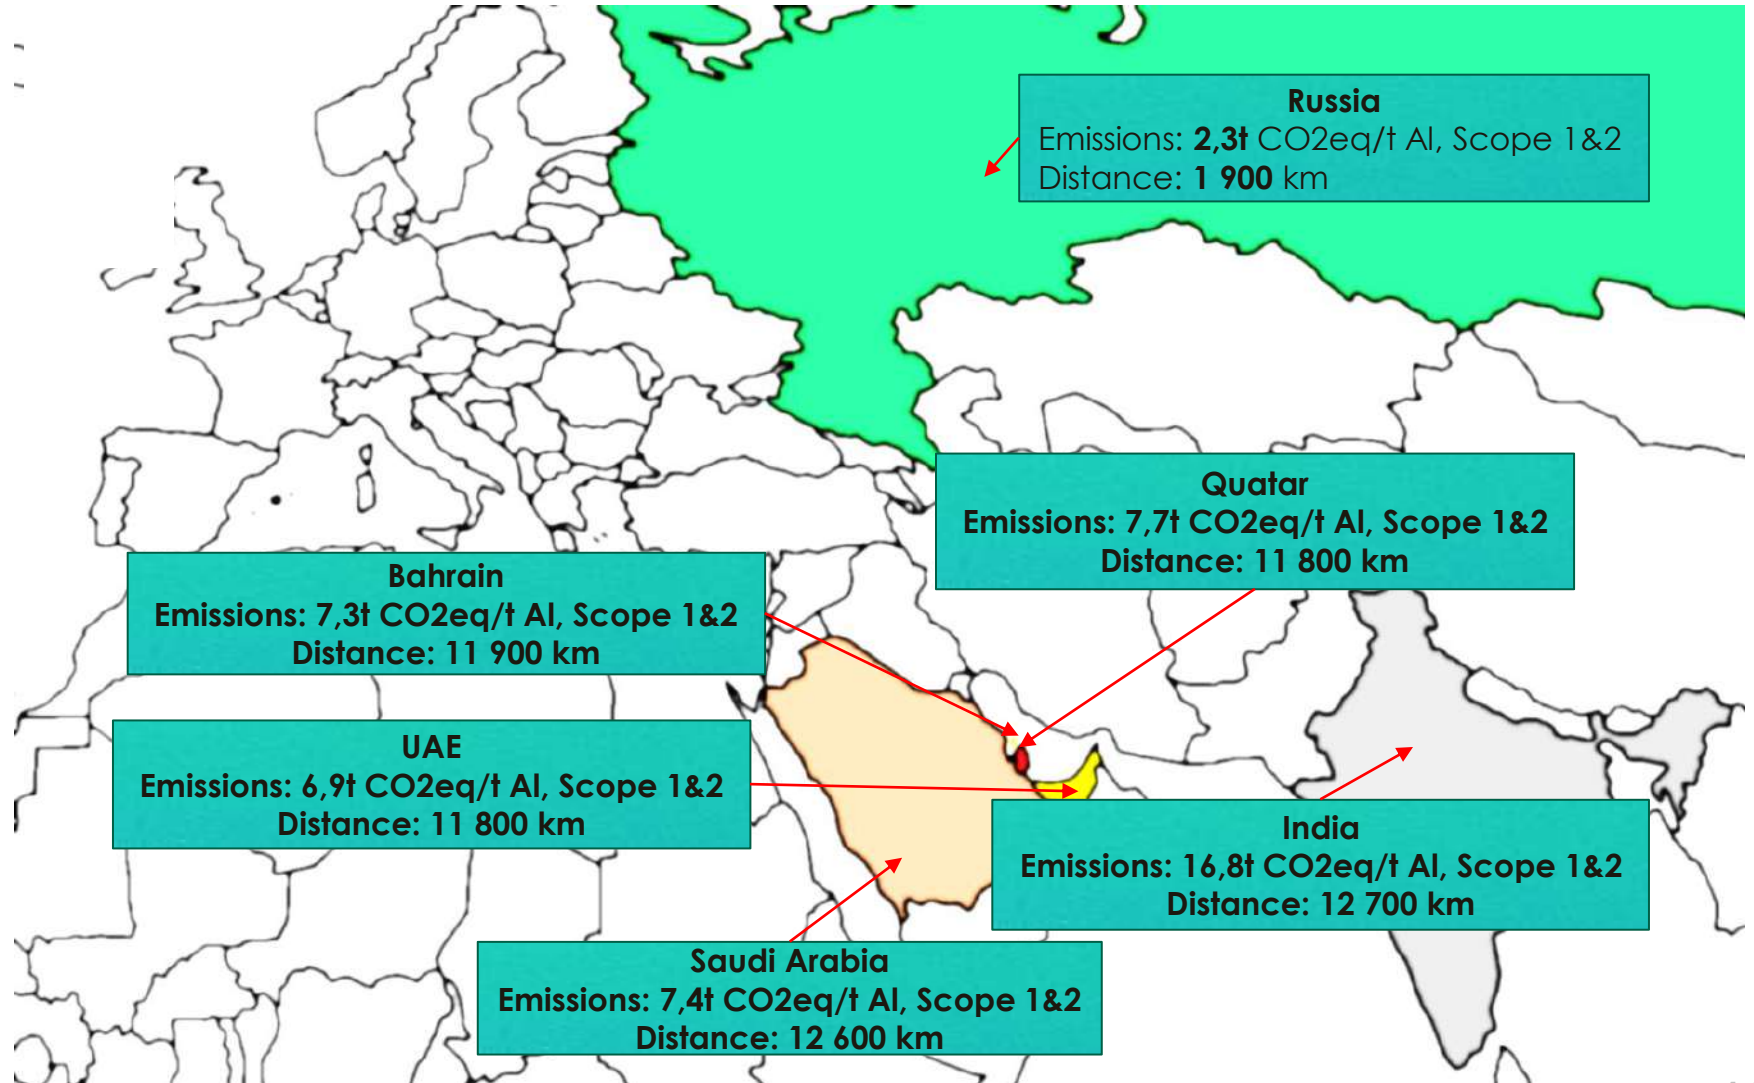 Russia
Emissions: 2,3t CO2eq/t Al, Scope 1&2
Distance: 1 900 km
Quatar
Emissions: 7,7t CO2eq/t Al, Scope 1&2
Distance: 11 800 km
Bahrain
Emissions: 7,3t CO2eq/t Al, Scope 1&2
Distance: 11 900 km
UAE
Emissions: 6,9t CO2eq/t Al, Scope 1&2
Distance: 11 800 km
India
Emissions: 16,8t CO2eq/t Al, Scope 1&2
Distance: 12 700 km
Saudi Arabia
Emissions: 7,4t CO2eq/t Al, Scope 1&2
Distance: 12 600 km